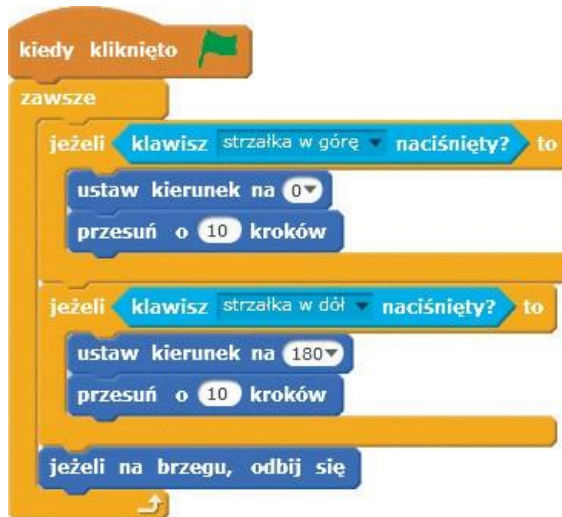 kiedy kliknięto
zawsze
jeżeli klawisz strzałka w górę naciśnięty? to
ustaw kierunek na 0
przesuń o 10 kroków
jeżeli klawisz strzałka w dół naciśnięty? to
ustaw kierunek na 180
przesuń o 10 kroków
jeżeli na brzegu, odbij się